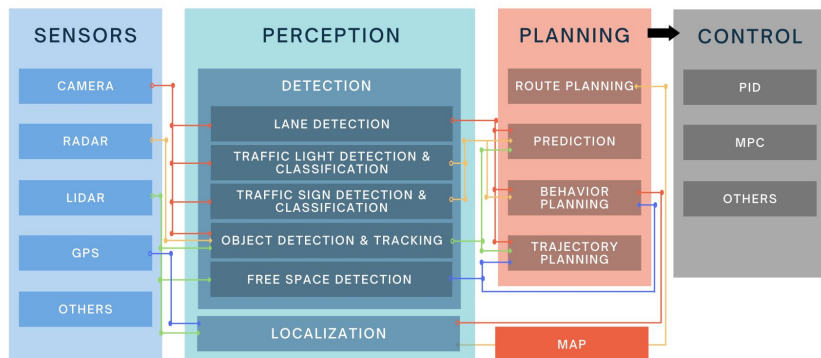 SENSORS
CAMERA
RADAR
LIDAR
GPS
OTHERS
PERCEPTION
DETECTION
LANE DETECTION
TRAFFIC LIGHT DETECTION &
CLASSIFICATION
TRAFFIC SIGN DETECTION &
CLASSIFICATION
OBJECT DETECTION & TRACKING
FREE SPACE DETECTION
LOCALIZATION
PLANNING
ROUTE PLANNING
PREDICTION
BEHAVIOR
PLANNING
TRAJECTORY
PLANNING
MAP
CONTROL
PID
MPC
OTHERS